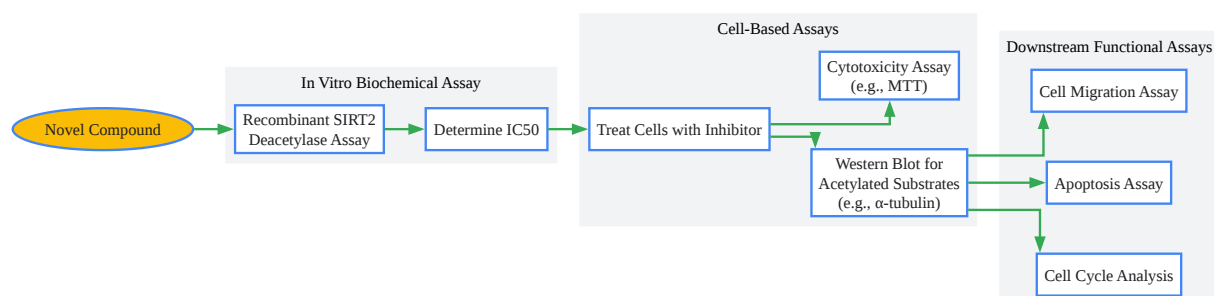 Novel Compound
In Vitro Biochemical Assay
Recombinant SIRT2
Deacetylase Assay
Determine IC50
Cell-Based Assays
Treat Cells with Inhibitor
Cytotoxicity Assay
(e.g., MTT)
Western Blot for
Acetylated Substrates
(e.g., α-tubulin)
Downstream Functional Assays
Cell Migration Assay
Apoptosis Assay
Cell Cycle Analysis